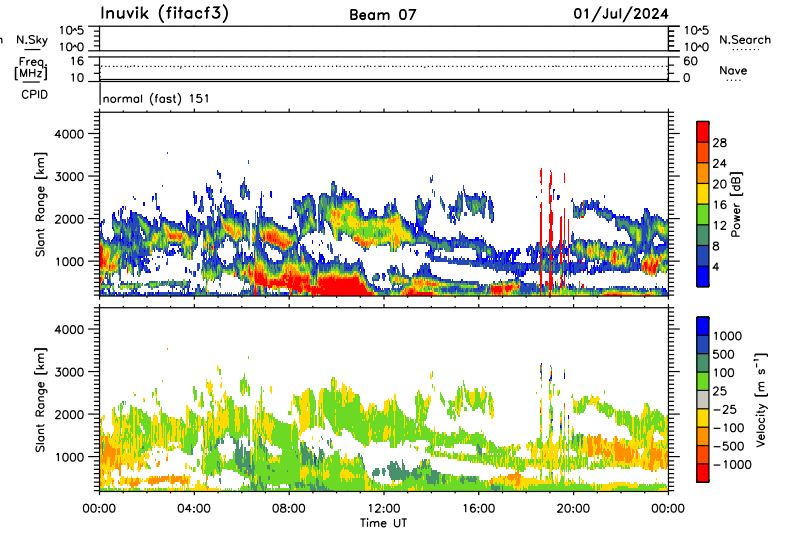 Inuvik (fitacf3) Beam 07 01/Jul/2024
n N.Sky 10^5 10^0 10^5 10^0 N.Search
Freq. [MHz] 16 10 60 0 Nave
CPID normal (fast) 151
Slant Range [km] 4000 3000 2000 1000
28 24 20 16 12 8 4 Power [dB]
Slant Range [km] 4000 3000 2000 1000
1000 500 100 25 −25 −100 −500 −1000 Velocity [m s⁻¹]
00:00 04:00 08:00 12:00 16:00 20:00 00:00
Time UT